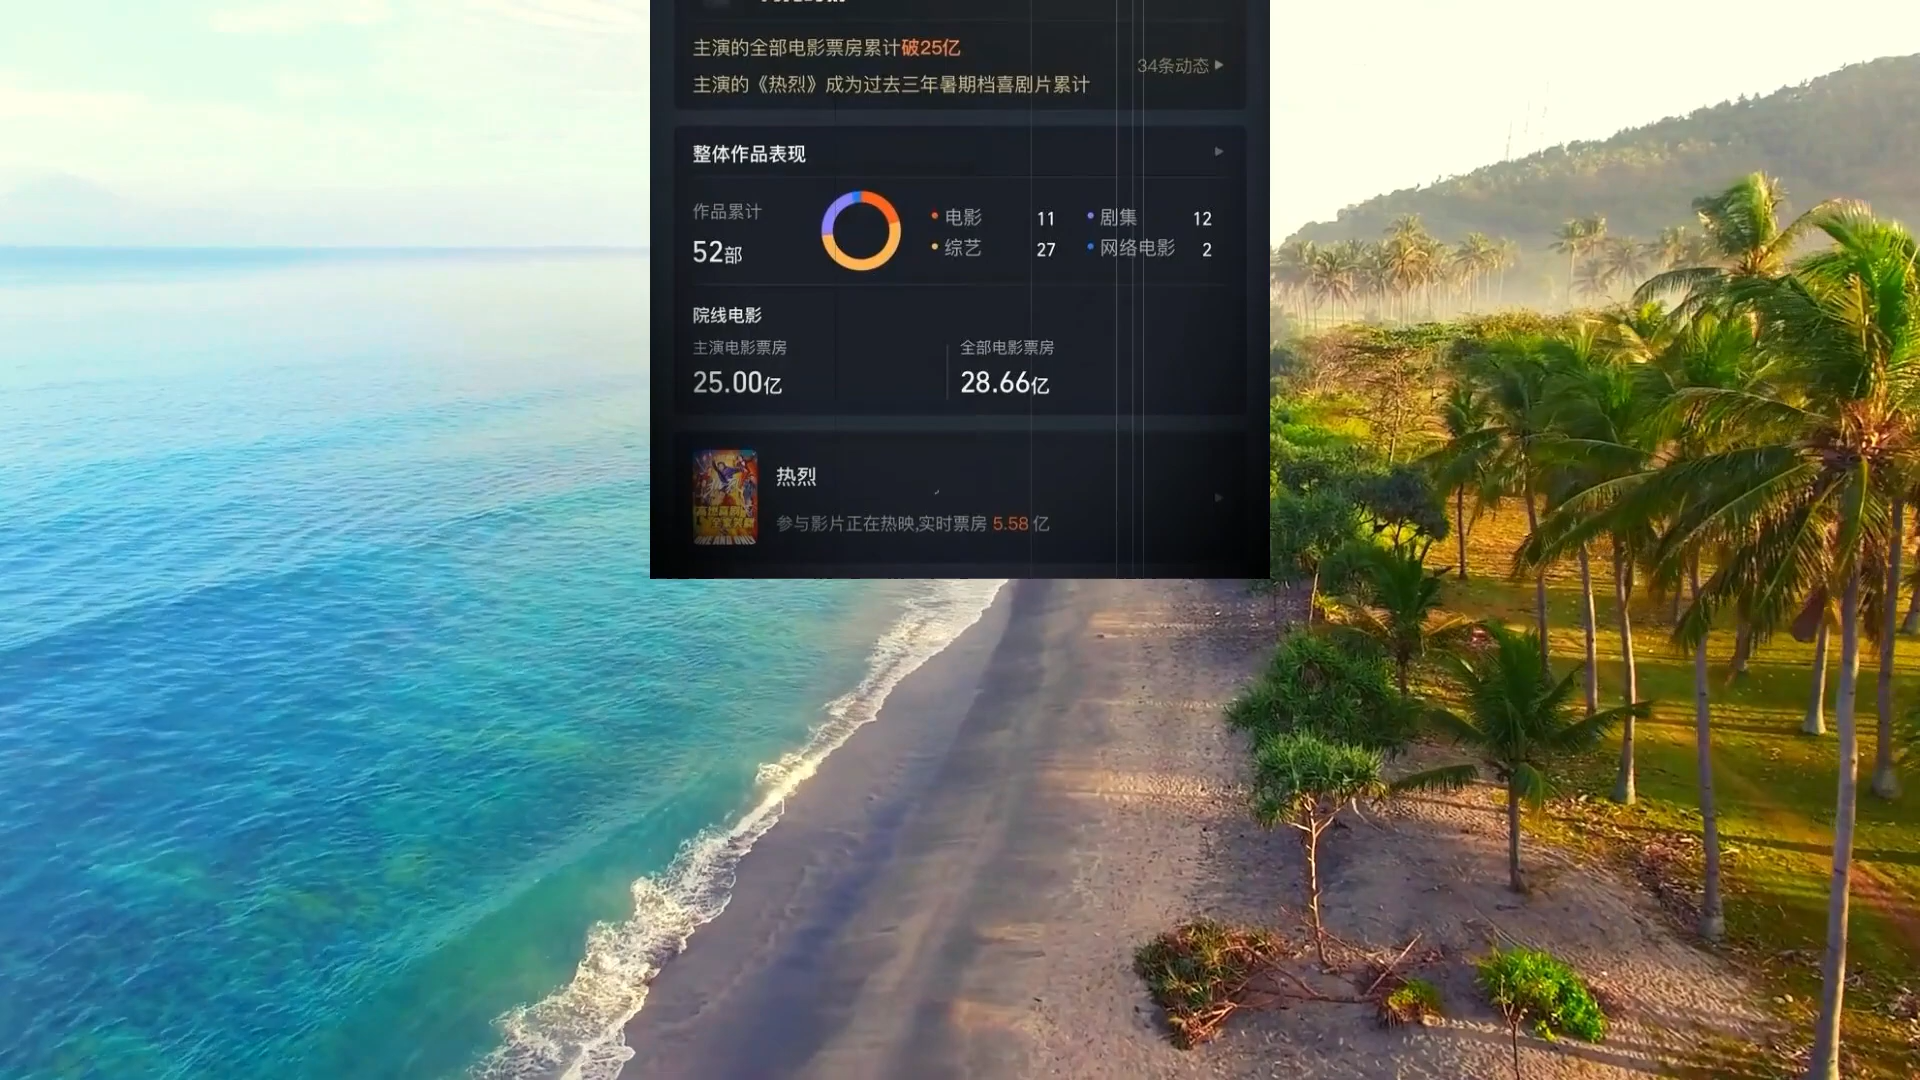 主演的全部电影票房累计破25亿
34条动态
主演的《热烈》成为过去三年暑期档喜剧片累计
整体作品表现
作品累计
52部
电影 11
剧集 12
综艺 27
网络电影 2
院线电影
主演电影票房
全部电影票房
25.00亿
28.66亿
热烈
参与影片正在热映,实时票房 5.58 亿
ONE AND ONLY